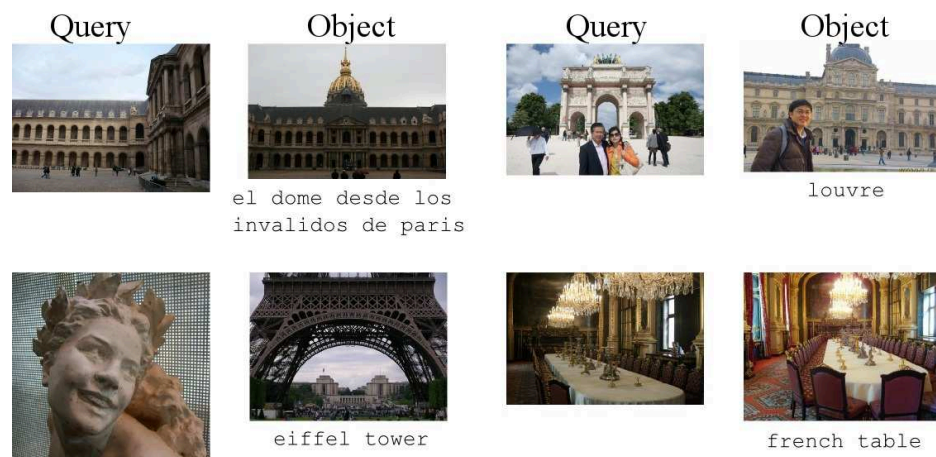 Query
Object
Query
Object
el dome desde los
invalidos de paris
louvre
eiffel tower
french table